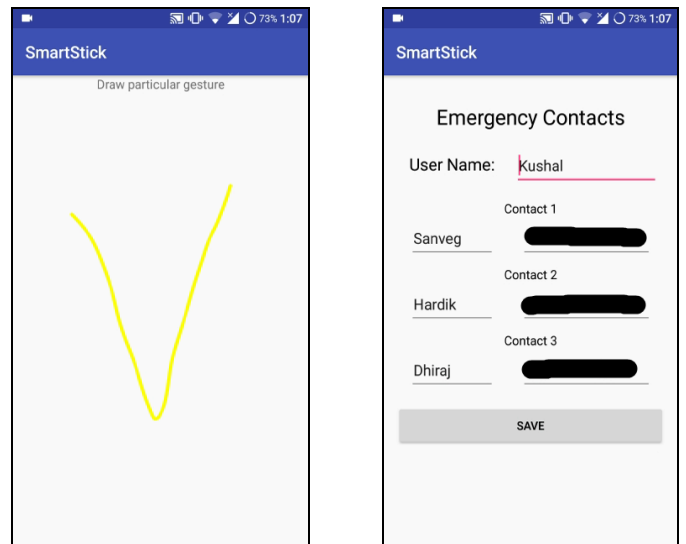 73% 1:07
SmartStick
Draw particular gesture
73% 1:07
SmartStick
Emergency Contacts
User Name: Kushal
Contact 1
Sanveg
Contact 2
Hardik
Contact 3
Dhiraj
SAVE